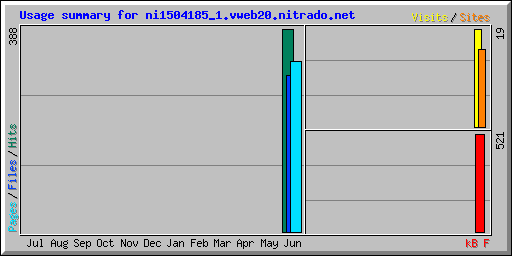 Usage summary for ni1504185_1.vweb20.nitrado.net
Visits/Sites
388
19
521
Pages/Files/Hits
Jul Aug Sep Oct Nov Dec Jan Feb Mar Apr May Jun
kB F